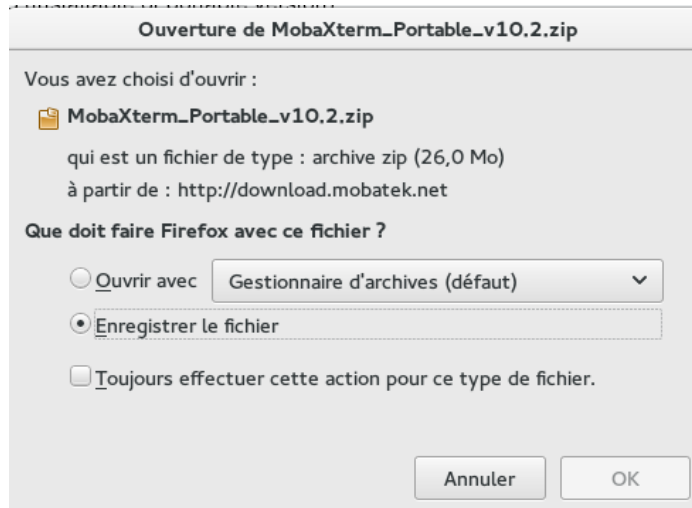 Ouverture de MobaXterm_Portable_v10.2.zip
Vous avez choisi d'ouvrir :
MobaXterm_Portable_v10.2.zip
qui est un fichier de type : archive zip (26,0 Mo)
à partir de : http://download.mobatek.net
Que doit faire Firefox avec ce fichier ?
Ouvrir avec Gestionnaire d'archives (défaut)
Enregistrer le fichier
Toujours effectuer cette action pour ce type de fichier.
Annuler OK